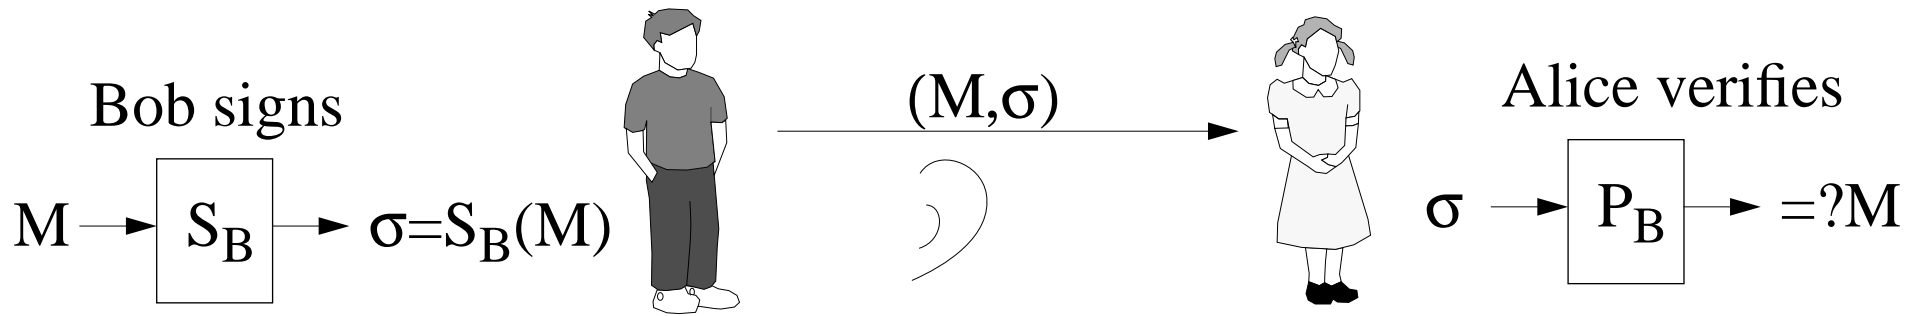 Bob signs
M
S_B
σ=S_B(M)
(M,σ)
Alice verifies
σ
P_B
=?M